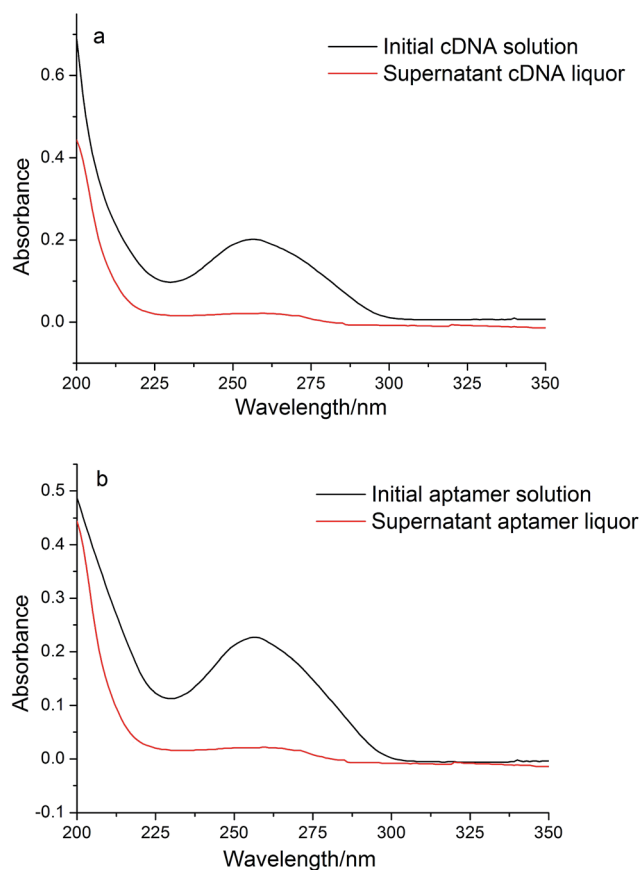 a
Initial cDNA solution
Supernatant cDNA liquor
Absorbance
0.6
0.4
0.2
0.0
200 225 250 275 300 325 350
Wavelength/nm
b
Initial aptamer solution
Supernatant aptamer liquor
Absorbance
0.5
0.4
0.3
0.2
0.1
0.0
-0.1
200 225 250 275 300 325 350
Wavelength/nm